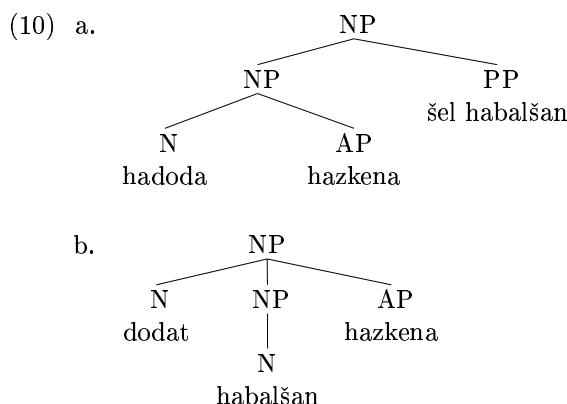 (10) a. NP
NP PP
šel habalšan
N AP
hadoda hazkena
b. NP
N NP AP
dodat hazkena
N
habalšan